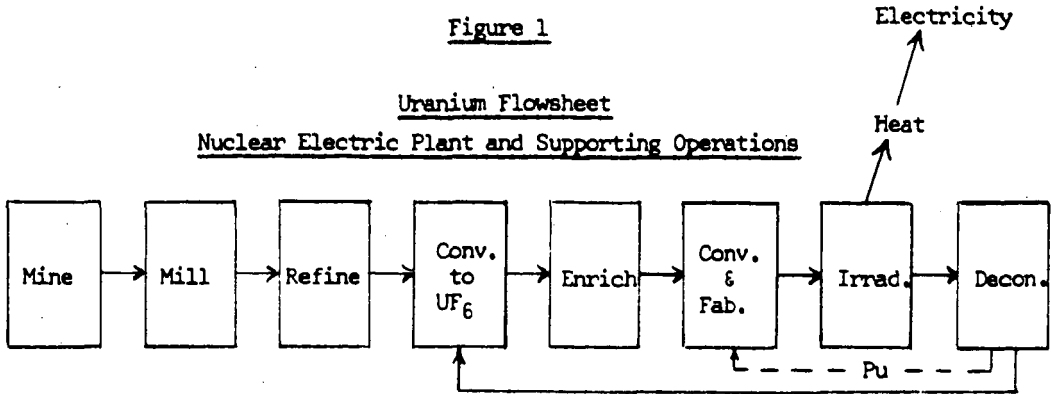 Figure 1
Electricity
Uranium Flowsheet
Heat
Nuclear Electric Plant and Supporting Operations
Mine
Mill
Refine
Conv.
to
UF6
Enrich
Conv.
&
Fab.
Irrad.
Decon.
Pu